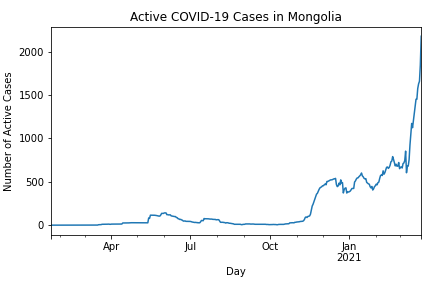 Active COVID-19 Cases in Mongolia
Number of Active Cases
2000
1500
1000
500
0
Apr
Jul
Oct
Jan
2021
Day